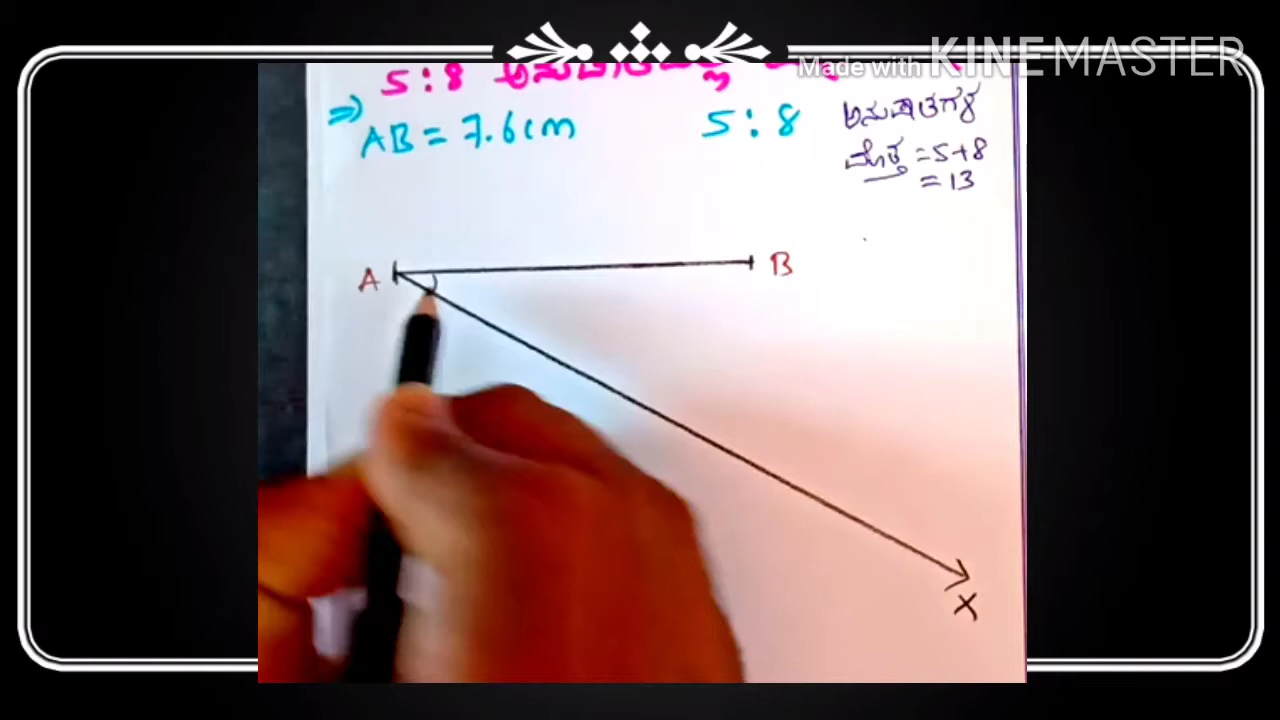 Made with KINEMASTER
5:8
⇒ AB = 7.6cm 5:8 ಅನುಪಾತಗಳ
ಮೊತ್ತ = 5+8
= 13
A B
X